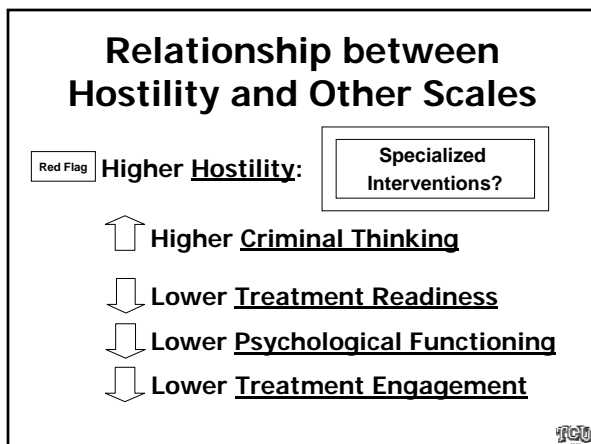 Relationship between
Hostility and Other Scales
Red Flag Higher Hostility:
Specialized
Interventions?
Higher Criminal Thinking
Lower Treatment Readiness
Lower Psychological Functioning
Lower Treatment Engagement
TCU